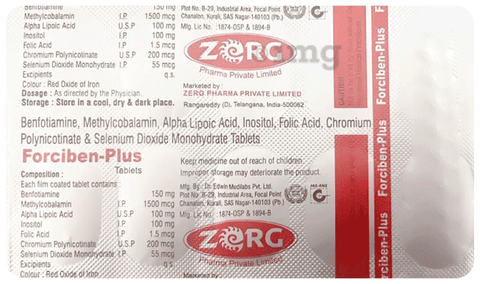 Benfotiamine 150 mg
Methylcobalamin I.P 1500 mcg
Alpha Lipoic Acid U.S.P 100 mg
Inositol I.P 100 mg
Folic Acid I.P 1.5 mcg
Chromium Polynicotinate U.S.P 200 mcg
Selenium Dioxide Monohydrate I.P 55 mcg
Excipients q.s.
Colour : Red Oxide of Iron
Dosage : As directed by the Physician.
Storage : Store in a cool, dry & dark place.
Plot No. B-29, Industrial Area, Focal Point
Chanalon, Kurali, SAS Nagar-140103 (Pb.)
Mfg. Lic No. : 1874-OSP & 1894-B
ZORG
Pharma Private Limited
Marketed by :
ZERO PHARMA PRIVATE LIMITED
Rangareddy (D), Telangana, India-500062
mg
CAUTION
Benfotiamine, Methylcobalamin, Alpha Lipoic Acid, Inositol, Folic Acid, Chromium
Polynicotinate & Selenium Dioxide Monohydrate Tablets
Forciben-Plus
Tablets
Composition :
Each film coated tablet contains:
Benfotiamine 150 mg
Methylcobalamin I.P 1500 mcg
Alpha Lipoic Acid U.S.P 100 mg
Inositol I.P 100 mg
Folic Acid I.P 1.5 mcg
Chromium Polynicotinate U.S.P 200 mcg
Selenium Dioxide Monohydrate I.P 55 mcg
Excipients q.s.
Colour : Red Oxide of Iron
Keep medicine out of reach of children.
Improper storage may deteriorate the product.
Mfg. By : Dr. Edwin Medilabs Pvt. Ltd.
Plot No. B-29, Industrial Area, Focal Point
Chanalon, Kurali, SAS Nagar-140103 (Pb.)
Mfg. Lic No. : 1874-OSP & 1894-B
ZORG
Pharma Private Limited
Marketed by :
Forciben-Plus
Forciben-Plus